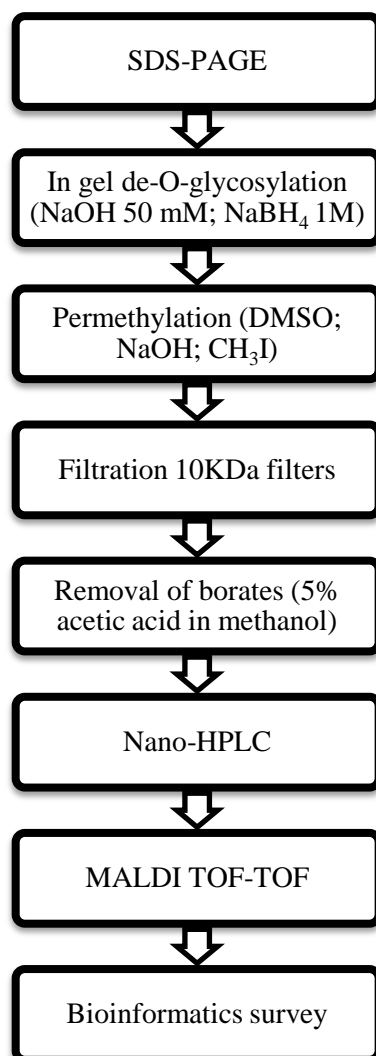 SDS-PAGE
In gel de-O-glycosylation
(NaOH 50 mM; NaBH₄ 1M)
Permethylation (DMSO;
NaOH; CH₃I)
Filtration 10KDa filters
Removal of borates (5%
acetic acid in methanol)
Nano-HPLC
MALDI TOF-TOF
Bioinformatics survey